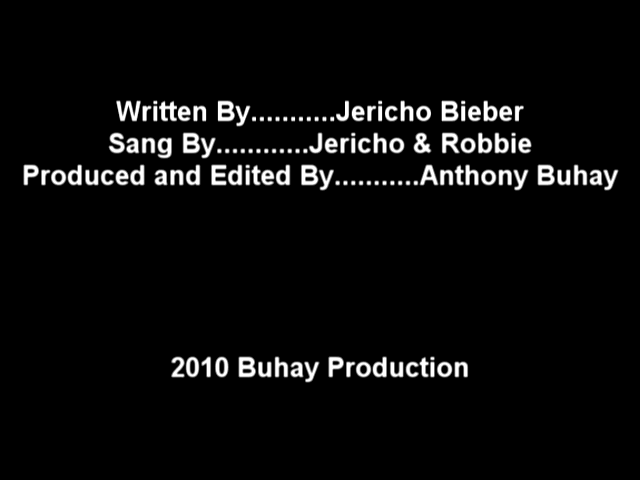 Written By...........Jericho Bieber
Sang By............Jericho & Robbie
Produced and Edited By...........Anthony Buhay
2010 Buhay Production